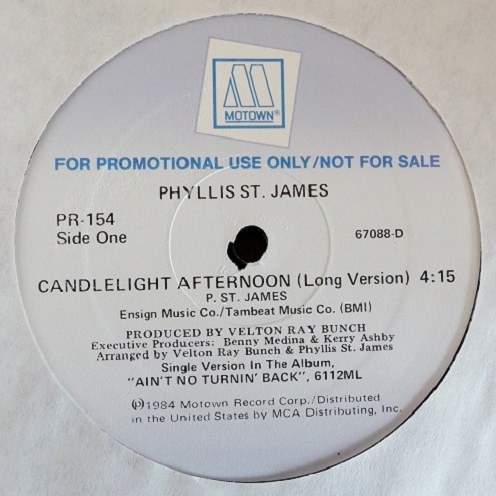 MOTOWN®
FOR PROMOTIONAL USE ONLY/NOT FOR SALE
PHYLLIS ST. JAMES
PR-154
Side One
67088-D
CANDLELIGHT AFTERNOON (Long Version) 4:15
P. ST. JAMES
Ensign Music Co./Tambeat Music Co. (BMI)
PRODUCED BY VELTON RAY BUNCH
Executive Producers: Benny Medina & Kerry Ashby
Arranged by Velton Ray Bunch & Phyllis St. James
Single Version In The Album,
"AIN'T NO TURNIN' BACK", 6112ML
℗1984 Motown Record Corp./Distributed
in the United States by MCA Distributing, Inc.